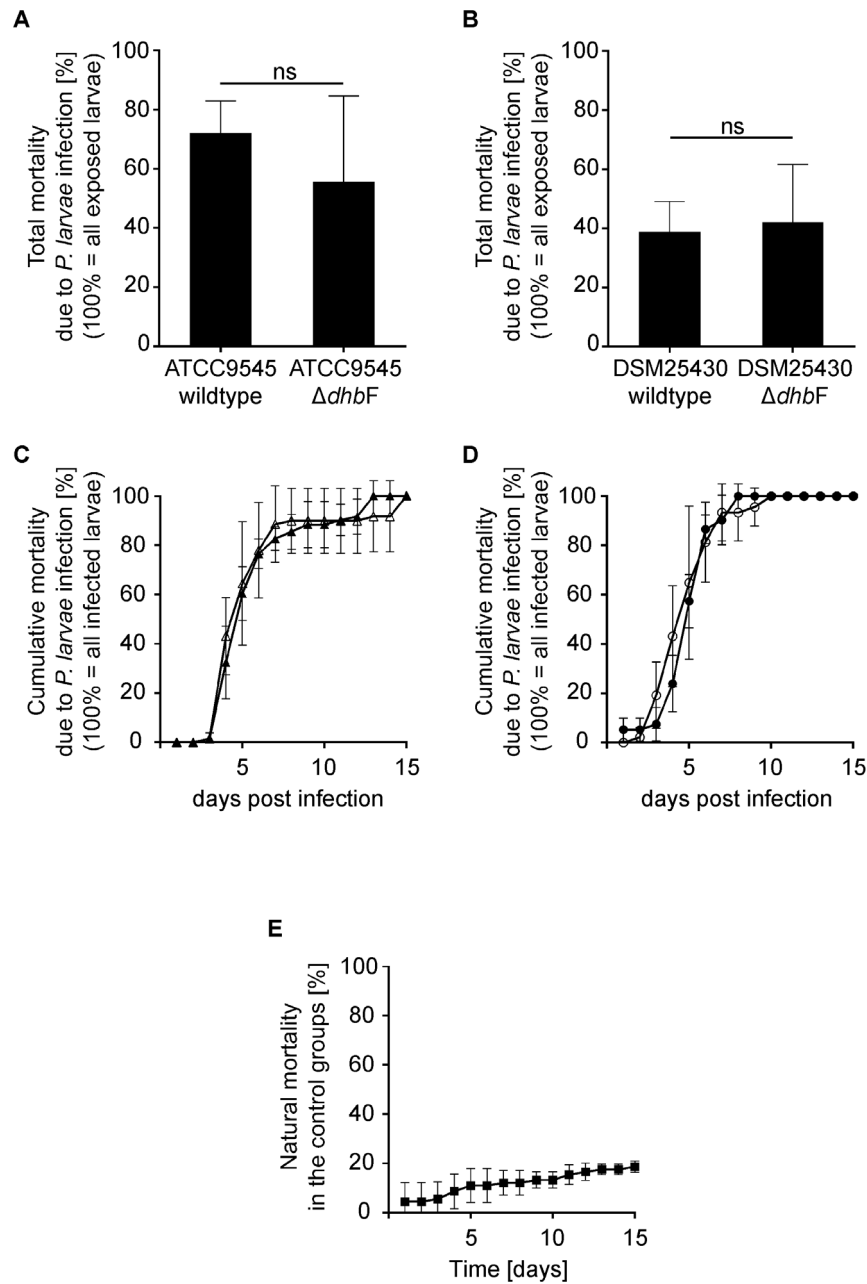 A
Total mortality
due to P. larvae infection [%]
(100% = all exposed larvae)
100
80
60
40
20
0
ns
ATCC9545
wildtype
ATCC9545
ΔdhbF
B
Total mortality
due to P. larvae infection [%]
(100% = all exposed larvae)
100
80
60
40
20
0
ns
DSM25430
wildtype
DSM25430
ΔdhbF
C
Cumulative mortality
due to P. larvae infection [%]
(100% = all infected larvae)
100
80
60
40
20
0
5
10
15
days post infection
D
Cumulative mortality
due to P. larvae infection [%]
(100% = all infected larvae)
100
80
60
40
20
0
5
10
15
days post infection
E
Natural mortality
in the control groups [%]
100
80
60
40
20
0
5
10
15
Time [days]